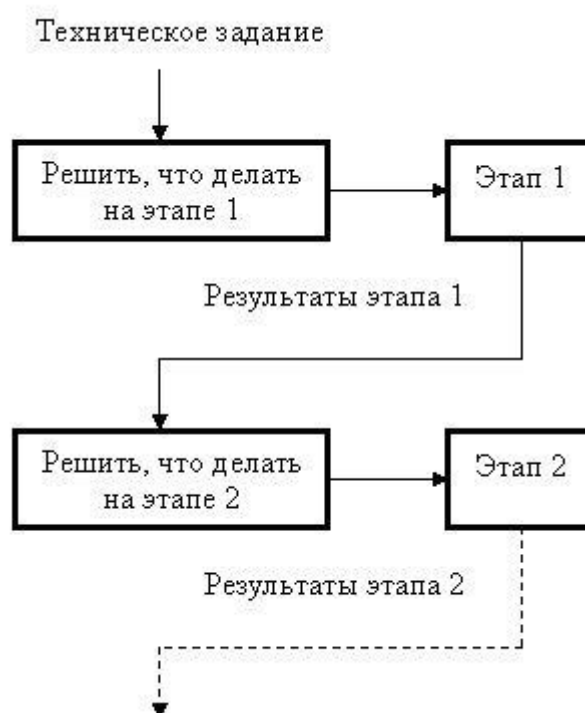 Техническое задание
Решить, что делать
на этапе 1
Этап 1
Результаты этапа 1
Решить, что делать
на этапе 2
Этап 2
Результаты этапа 2